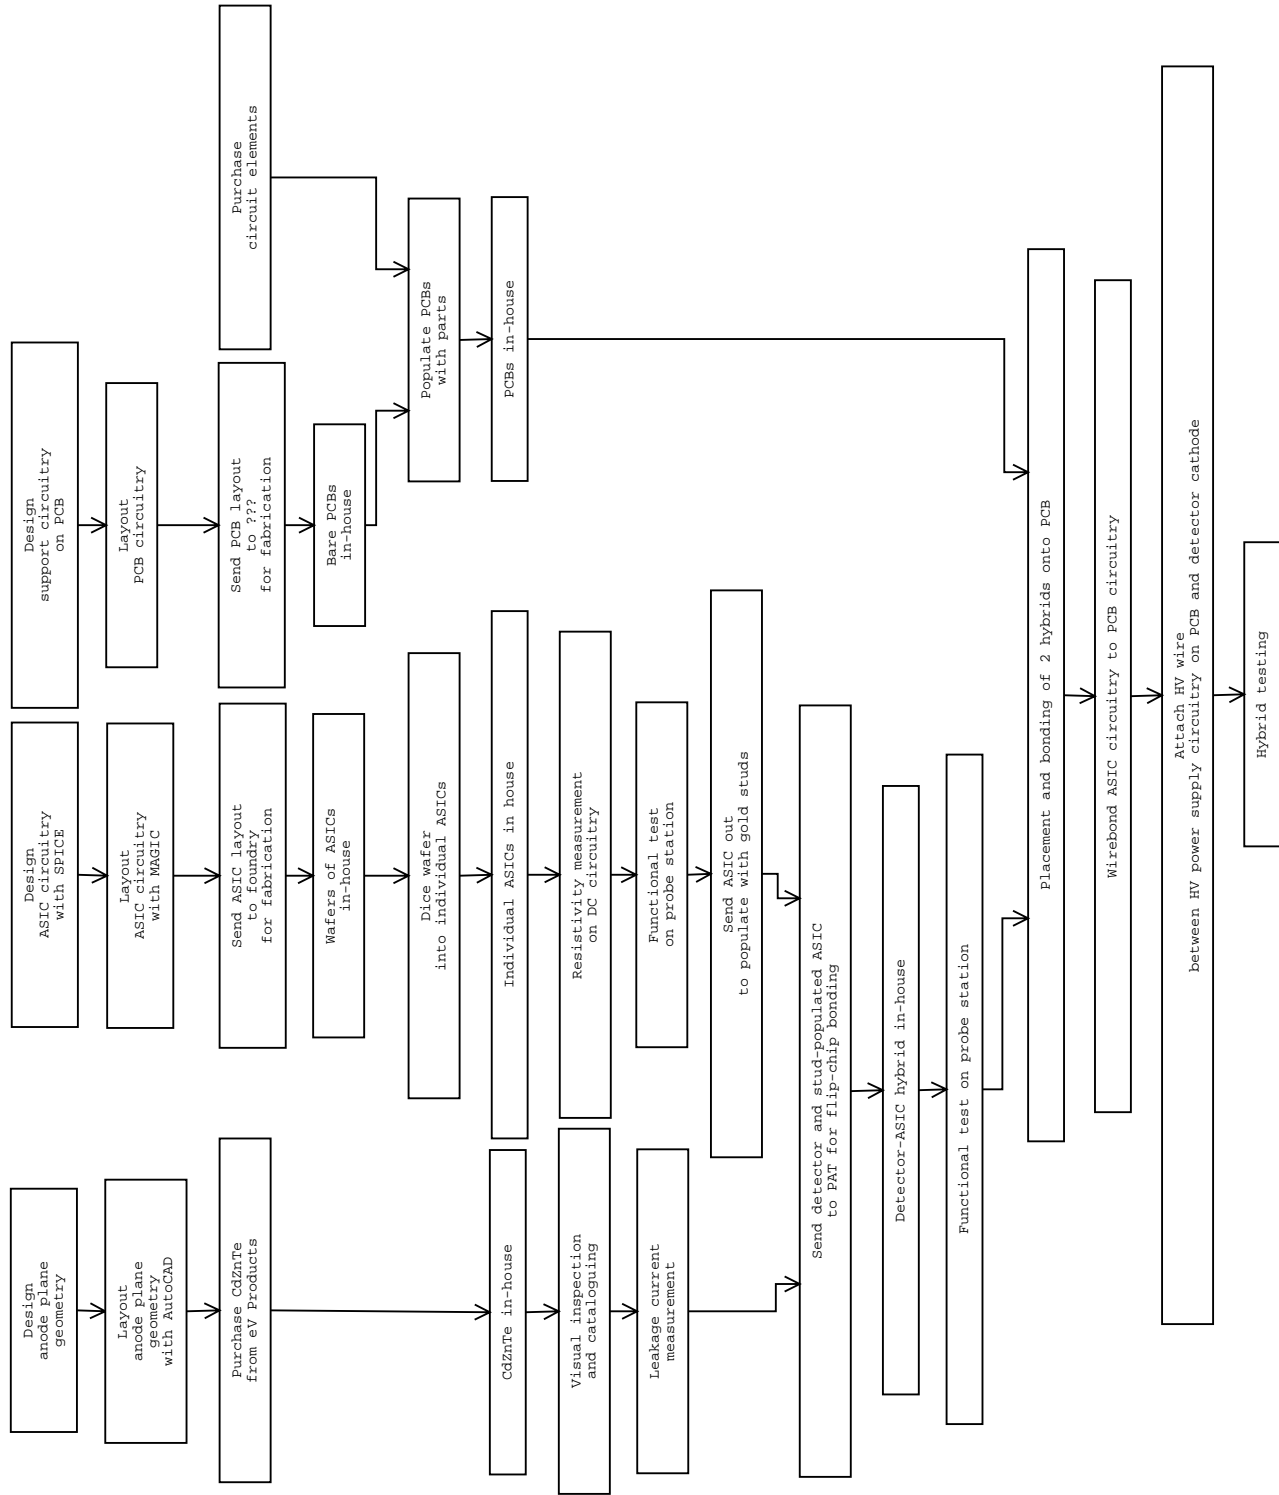 Design
anode plane
geometry
Layout
anode plane
geometry
with AutoCAD
Purchase CdZnTe
from eV Products
CdZnTe in-house
Visual inspection
and cataloguing
Leakage current
measurement
Design
ASIC circuitry
with SPICE
Layout
ASIC circuitry
with MAGIC
Send ASIC layout
to foundry
for fabrication
Wafers of ASICs
in-house
Dice wafer
into individual ASICs
Individual ASICs in house
Resistivity measurement
on DC circuitry
Functional test
on probe station
Send ASIC out
to populate with gold studs
Design
support circuitry
on PCB
Layout
PCB circuitry
Send PCB layout
to ???
for fabrication
Bare PCBs
in-house
Purchase
circuit elements
Populate PCBs
with parts
PCBs in-house
Send detector and stud-populated ASIC
to PAT for flip-chip bonding
Detector-ASIC hybrid in-house
Functional test on probe station
Placement and bonding of 2 hybrids onto PCB
Wirebond ASIC circuitry to PCB circuitry
Attach HV wire
between HV power supply circuitry on PCB and detector cathode
Hybrid testing